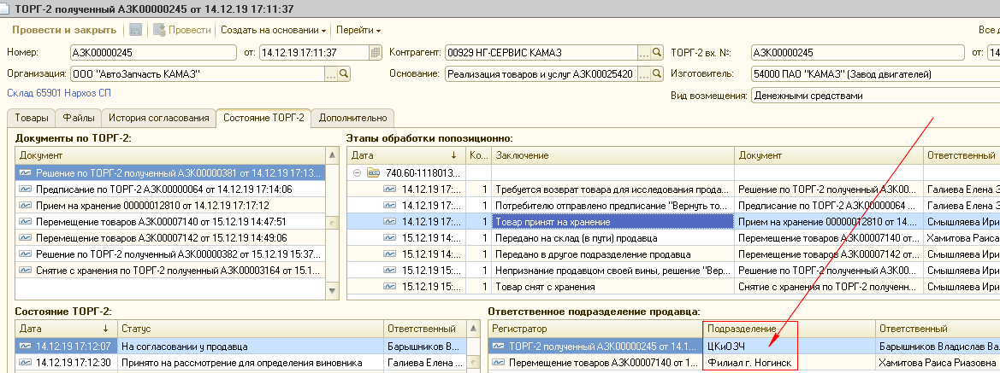 ТОРГ-2 полученный АЗК00000245 от 14.12.19 17:11:37
Провести и закрыть Провести Создать на основании Перейти Все д
Номер: АЗК00000245 от: 14.12.19 17:11:37 Контрагент: 00929 НГ-СЕРВИС КАМАЗ ... ТОРГ-2 вх. №: АЗК00000245 от: 14
Организация: ООО "АвтоЗапчасть КАМАЗ" ... Основание: Реализация товаров и услуг АЗК00025420 ... Изготовитель: 54000 ПАО "КАМАЗ" (Завод двигателей)
Склад 65901 Нархоз СП Вид возмещения: Денежными средствами
Товары Файлы История согласования Состояние ТОРГ-2 Дополнительно
Документы по ТОРГ-2: Этапы обработки попозиционно:
Документ Дата Ко... Заключение Документ Ответственный
Решение по ТОРГ-2 полученный АЗК00000381 от 14.12.19 17:13... 740.60-1118013...
Предписание по ТОРГ-2 АЗК00000064 от 14.12.19 17:14:06 14.12.19 17:... 1 Требуется возврат товара для исследования прода... Решение по ТОРГ-2 полученный АЗК00... Галиева Елена З
Прием на хранение 00000012810 от 14.12.19 17:17:12 14.12.19 17:... 1 Потребителю отправлено предписание "Вернуть то... Предписание по ТОРГ-2 АЗК00000064 ... Галиева Елена З
Перемещение товаров АЗК00007140 от 15.12.19 14:47:51 14.12.19 17:... 1 Товар принят на хранение Прием на хранение 00000012810 от 14... Смышляева Ири
Перемещение товаров АЗК00007142 от 15.12.19 14:49:06 15.12.19 14:... 1 Передано на склад (в пути) продавца Перемещение товаров АЗК00007140 от ... Хамитова Раиса
Решение по ТОРГ-2 полученный АЗК00000382 от 15.12.19 15:37... 15.12.19 14:... 1 Передано в другое подразделение продавца Перемещение товаров АЗК00007142 от ... Смышляева Ири
Снятие с хранения по ТОРГ-2 полученный АЗК00003164 от 15.1... 15.12.19 15:... 1 Непризнание продавцом своей вины, решение "Вер... Решение по ТОРГ-2 полученный АЗК00... Смышляева Ири
15.12.19 15:... 1 Товар снят с хранения Снятие с хранения по ТОРГ-2 полученн... Смышляева Ири
Состояние ТОРГ-2: Ответственное подразделение продавца:
Дата Статус Ответственный Регистратор Подразделение Ответственный
14.12.19 17:12:07 На согласовании у продавца Барышников В... ТОРГ-2 полученный АЗК00000245 от 14.1... ЦКиОЗЧ Барышников Владислав Ва
14.12.19 17:12:30 Принято на рассмотрение для определения виновника Галиева Елена ... Перемещение товаров АЗК00007140 от 1... Филиал г. Ногинск Хамитова Раиса Риазовна